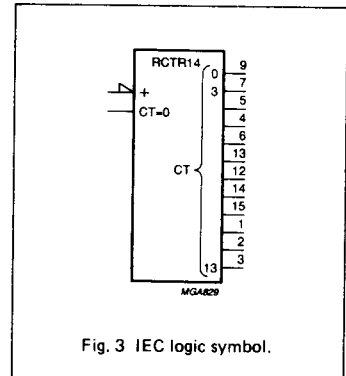 RCTR14
0 9
3 7
+ 5
CT=0 4
6
13
CT 12
14
15
1
2
13 3
MGA829
Fig. 3 IEC logic symbol.